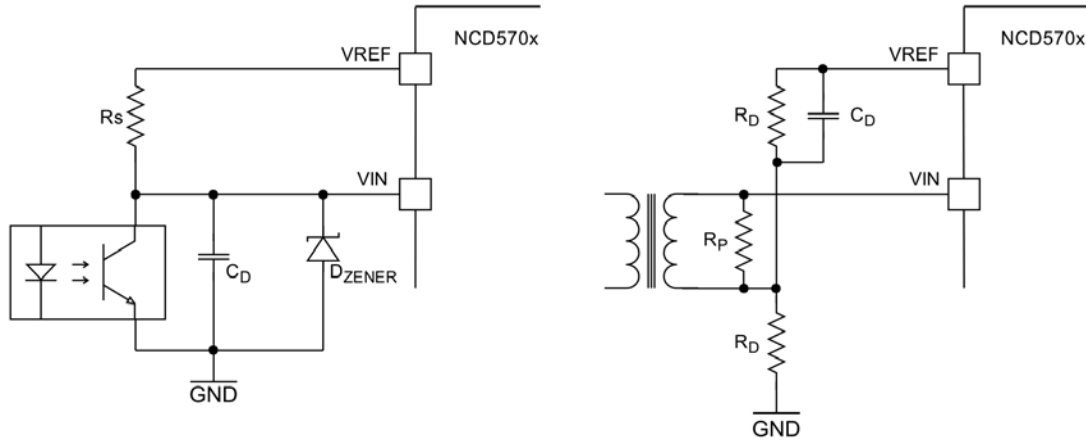 NCD570x
VREF
Rs
VIN
CD
DZENER
GND
NCD570x
VREF
RD
CD
VIN
RP
RD
GND